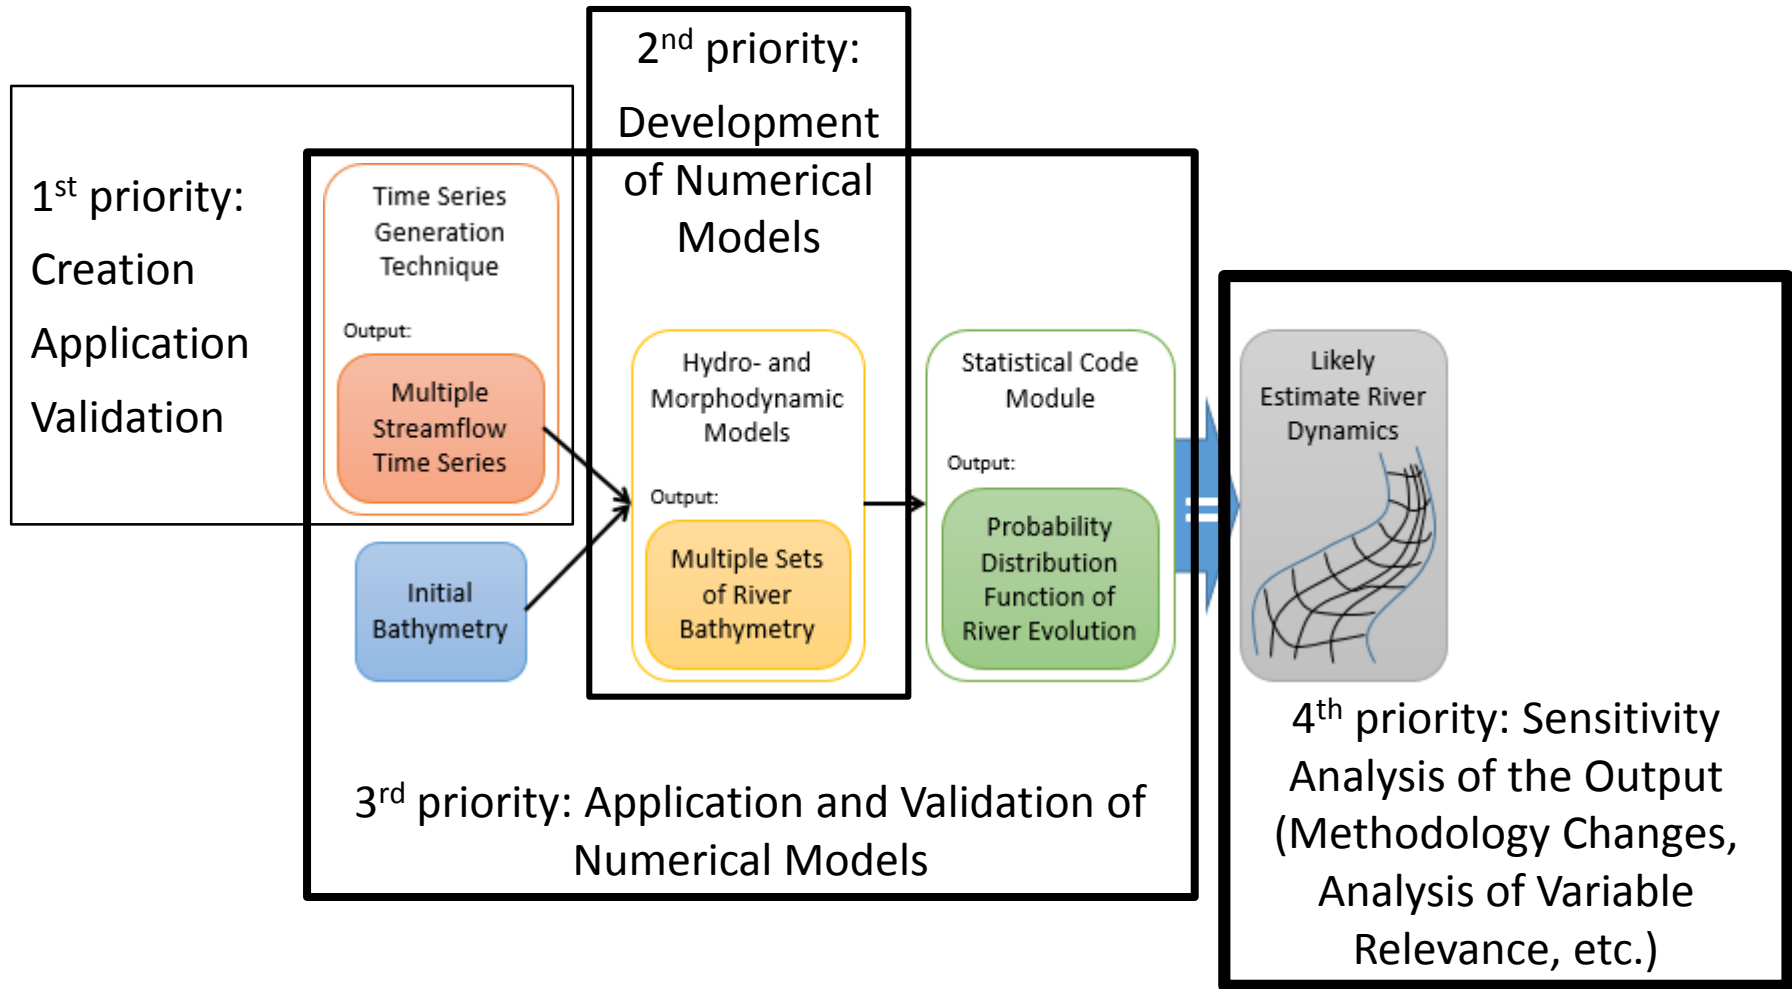 1st priority:
Creation
Application
Validation
2nd priority:
Development
of Numerical
Models
Time Series
Generation
Technique
Output:
Multiple
Streamflow
Time Series
Initial
Bathymetry
Hydro- and
Morphodynamic
Models
Output:
Multiple Sets
of River
Bathymetry
Statistical Code
Module
Output:
Probability
Distribution
Function of
River Evolution
=
Likely
Estimate River
Dynamics
3rd priority: Application and Validation of
Numerical Models
4th priority: Sensitivity
Analysis of the Output
(Methodology Changes,
Analysis of Variable
Relevance, etc.)